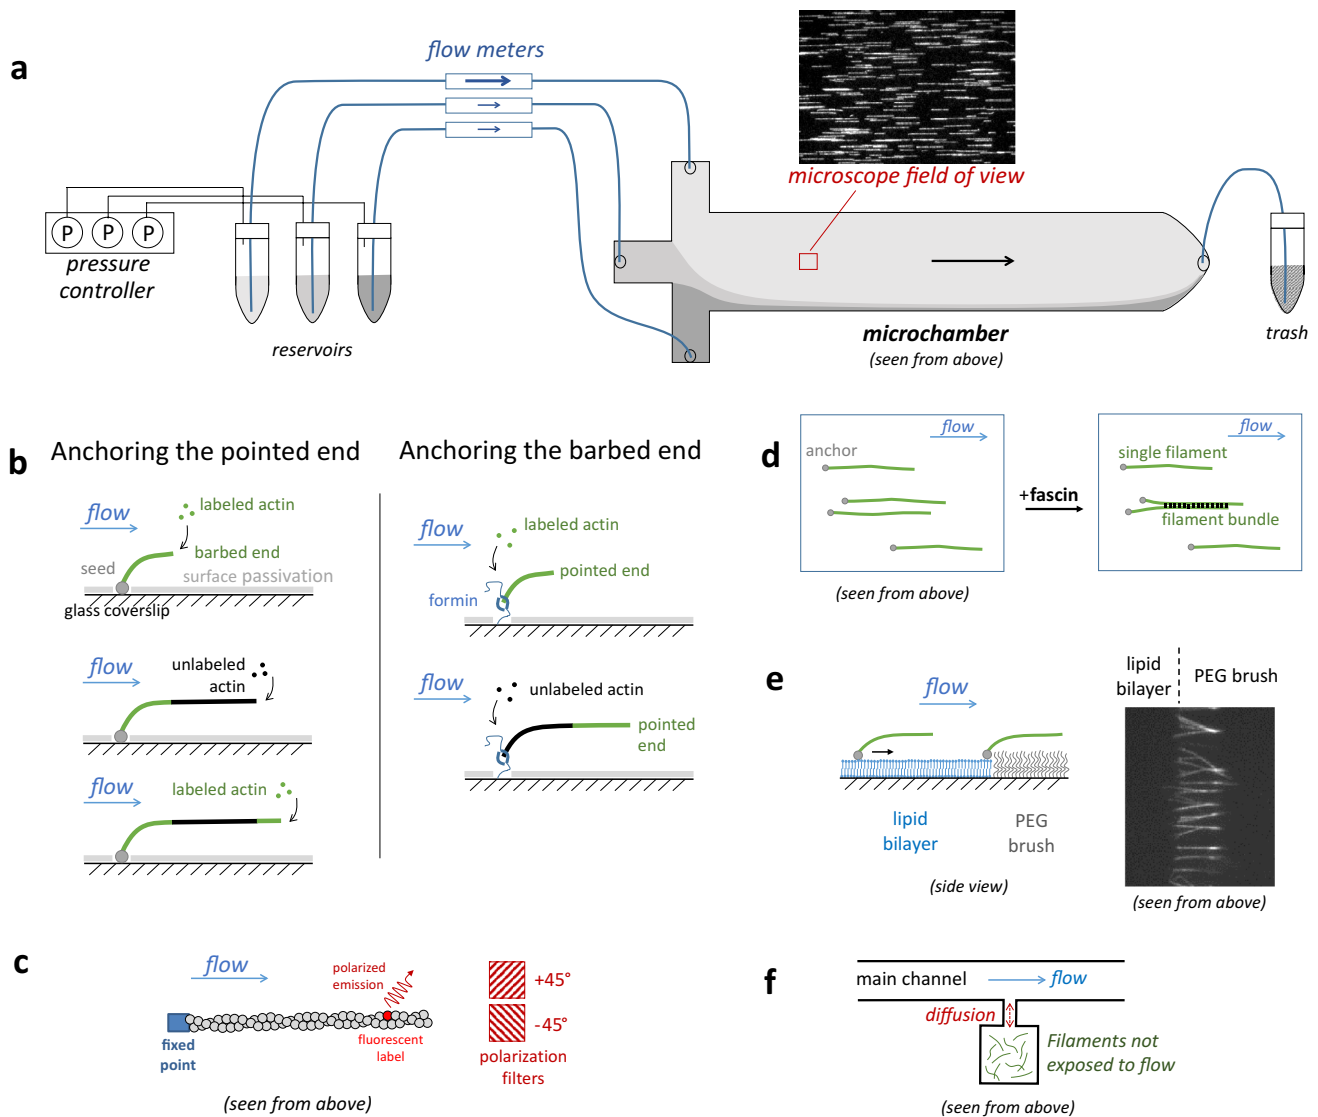 a
flow meters
microscope field of view
P P P
pressure
controller
reservoirs
microchamber
(seen from above)
trash
b
Anchoring the pointed end
flow
labeled actin
barbed end
seed
surface passivation
glass coverslip
flow
unlabeled
actin
flow
labeled actin
Anchoring the barbed end
flow
labeled actin
pointed end
formin
flow
unlabeled actin
pointed
end
c
flow
polarized
emission
fixed
point
fluorescent
label
+45°
-45°
polarization
filters
(seen from above)
d
flow
anchor
(seen from above)
+fascin
flow
single filament
filament bundle
e
flow
lipid
bilayer
PEG
brush
(side view)
lipid
bilayer
PEG brush
(seen from above)
f
main channel
flow
diffusion
Filaments not
exposed to flow
(seen from above)